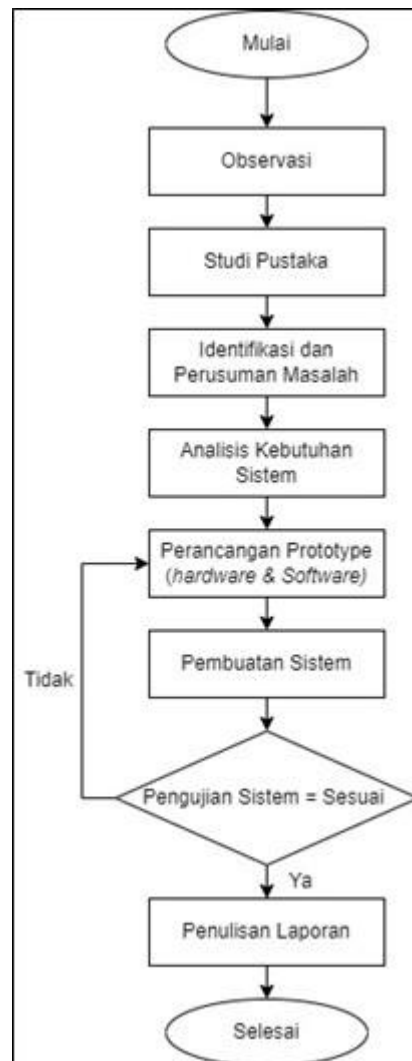 Mulai
Observasi
Studi Pustaka
Identifikasi dan
Perusuman Masalah
Analisis Kebutuhan
Sistem
Perancangan Prototype
(hardware & Software)
Pembuatan Sistem
Tidak
Pengujian Sistem = Sesuai
Ya
Penulisan Laporan
Selesai